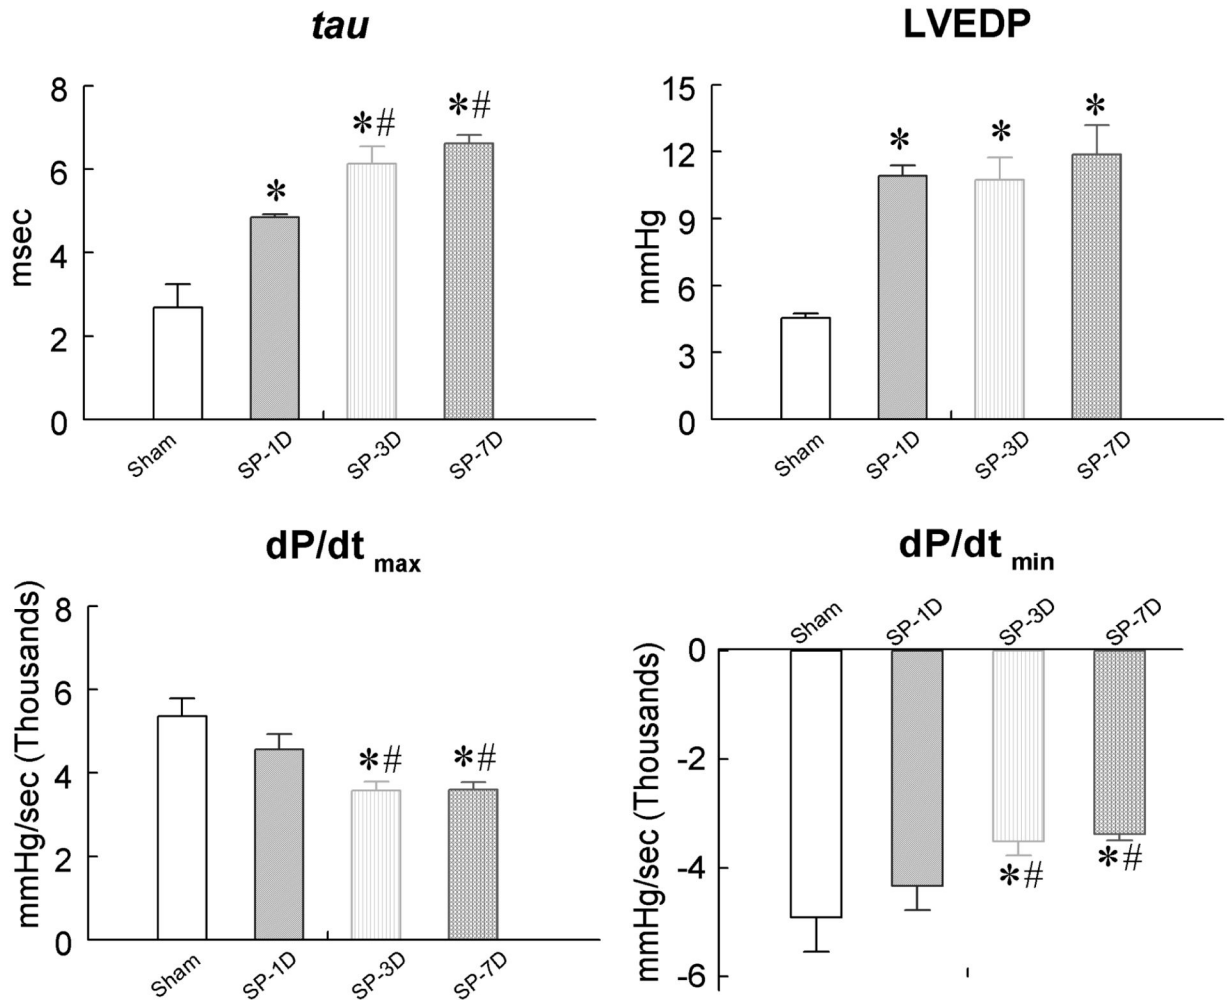 tau
msec
8
6
4
2
0
*
*#
*#
Sham
SP-1D
SP-3D
SP-7D
LVEDP
mmHg
15
12
9
6
3
0
*
*
*
Sham
SP-1D
SP-3D
SP-7D
dP/dt max
mmHg/sec (Thousands)
8
6
4
2
0
*#
*#
Sham
SP-1D
SP-3D
SP-7D
dP/dt min
mmHg/sec (Thousands)
Sham
SP-1D
SP-3D
SP-7D
0
-2
-4
-6
*#
*#